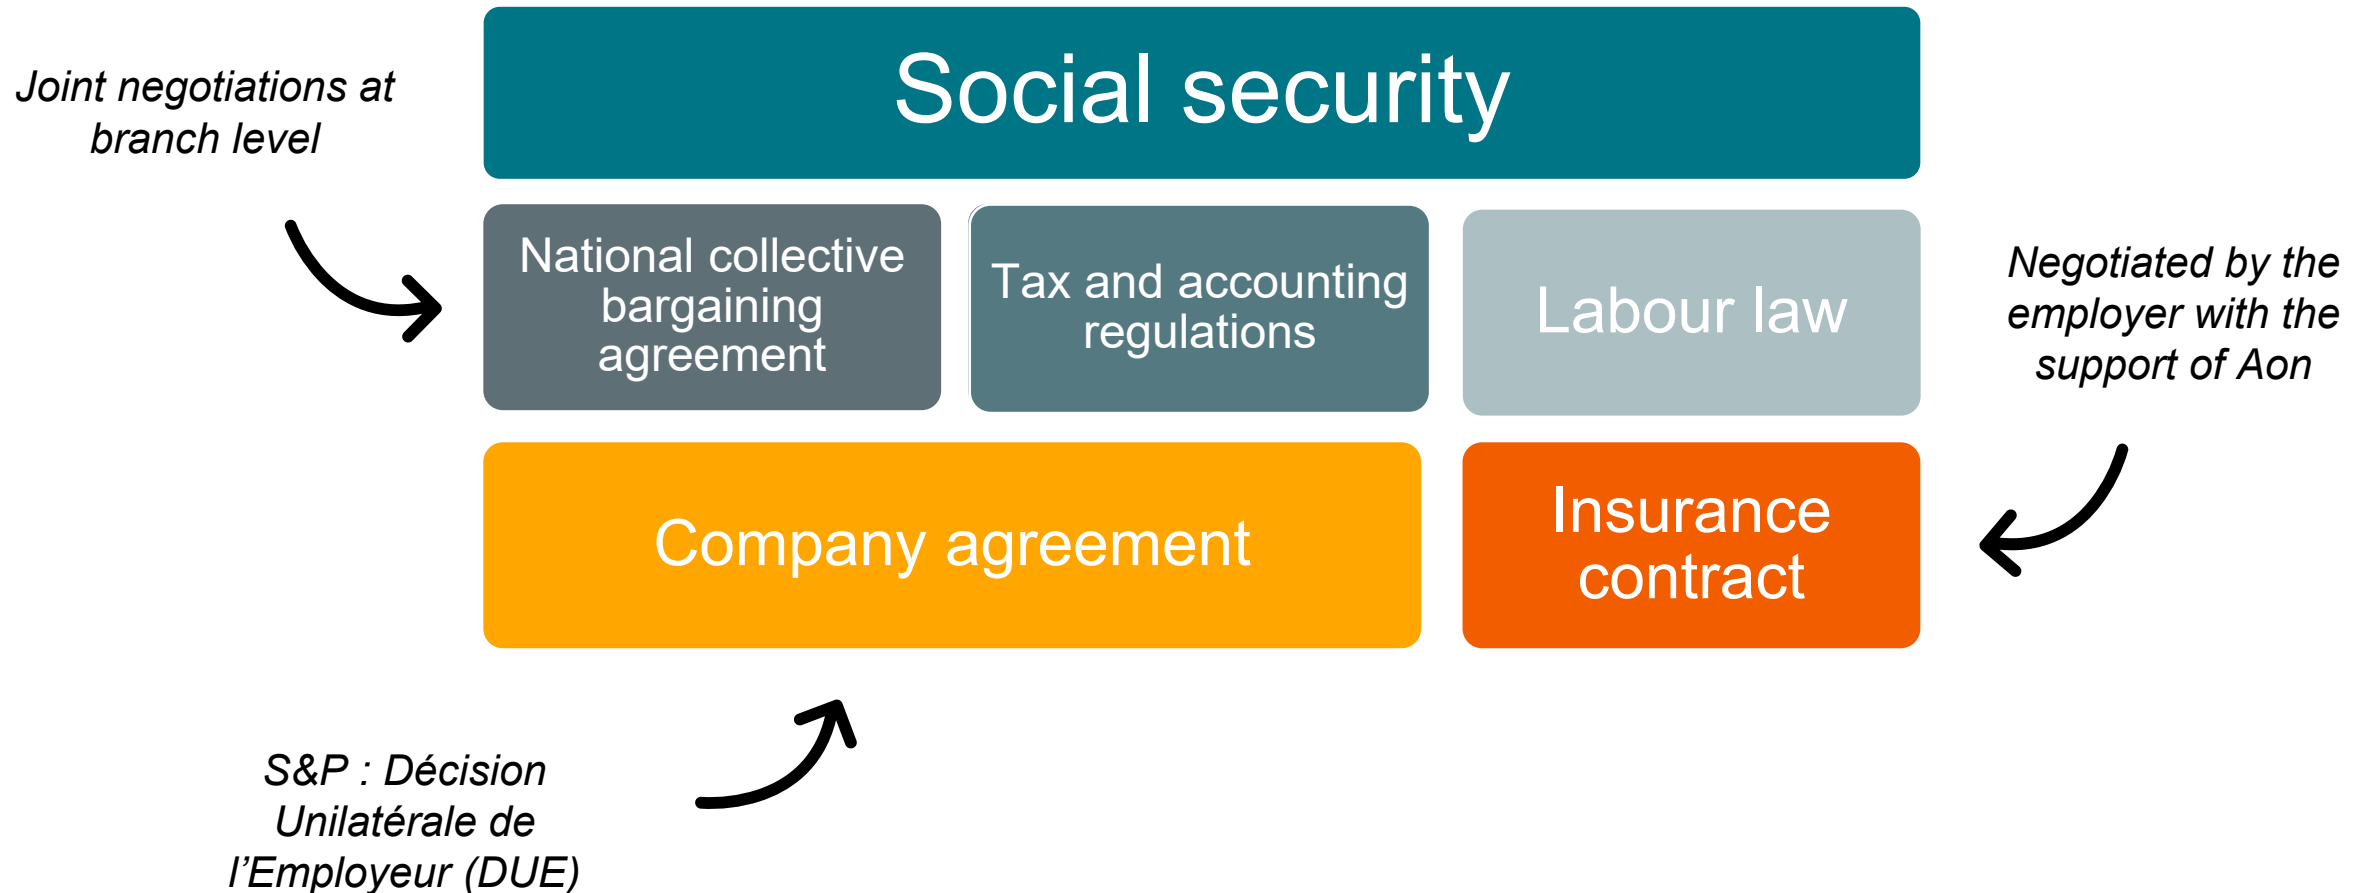 Social security
Joint negotiations at
branch level
National collective
bargaining
agreement
Tax and accounting
regulations
Labour law
Negotiated by the
employer with the
support of Aon
Company agreement
Insurance
contract
S&P : Décision
Unilatérale de
l’Employeur (DUE)